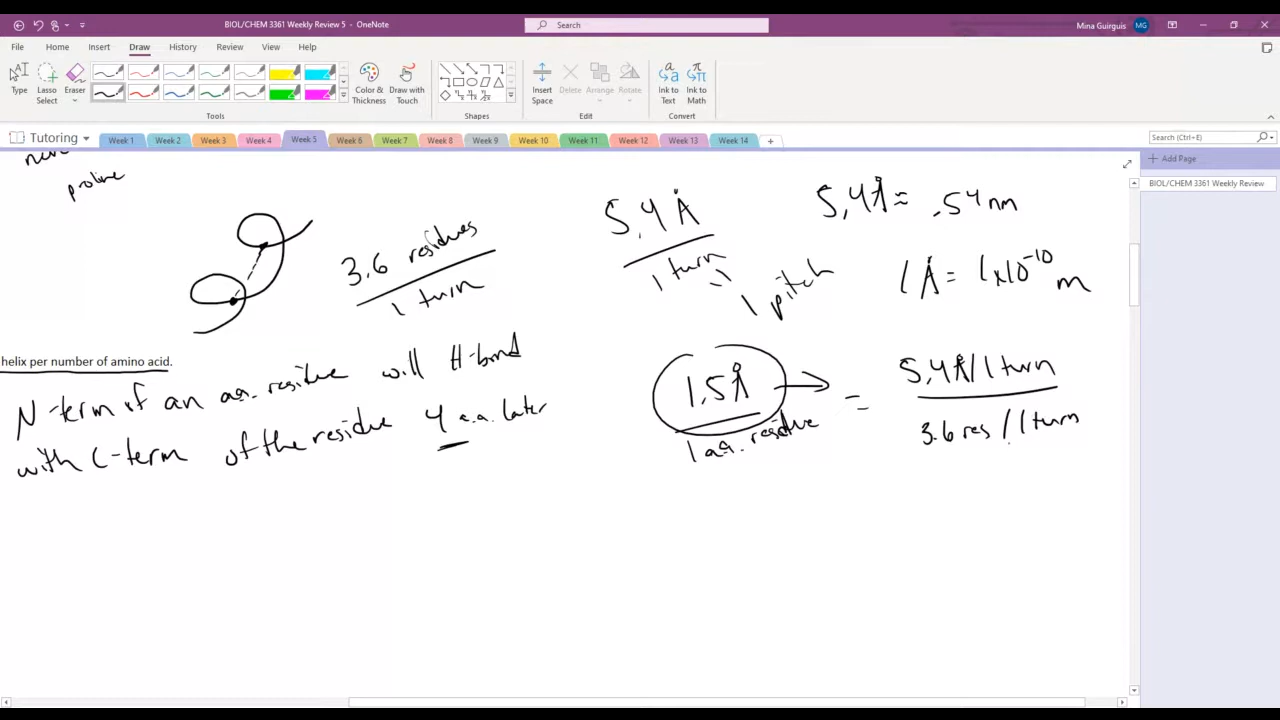 BIOL/CHEM 3361 Weekly Review 5 - OneNote
Search
Mina Guirguis
MG
File Home Insert Draw History Review View Help
Type
Lasso Select
Eraser
Color & Thickness
Draw with Touch
Insert Space
Delete
Arrange
Rotate
Ink to Text
Ink to Math
Tools
Shapes
Edit
Convert
Tutoring
Week 1 Week 2 Week 3 Week 4 Week 5 Week 6 Week 7 Week 8 Week 9 Week 10 Week 11 Week 12 Week 13 Week 14
Search (Ctrl+E)
Add Page
BIOL/CHEM 3361 Weekly Review
proline
3.6 residues
1 turn
5,4 Å
1 turn
1 pitch
5,4Å = .54 nm
1 Å = 1x10^-10 m
helix per number of amino acid.
N-term of an a.a. residue will H-bond
with C-term of the residue 4 a.a. later
1.5Å
1 a.a. residue
= 5,4Å/1 turn
3.6 res / 1 turn